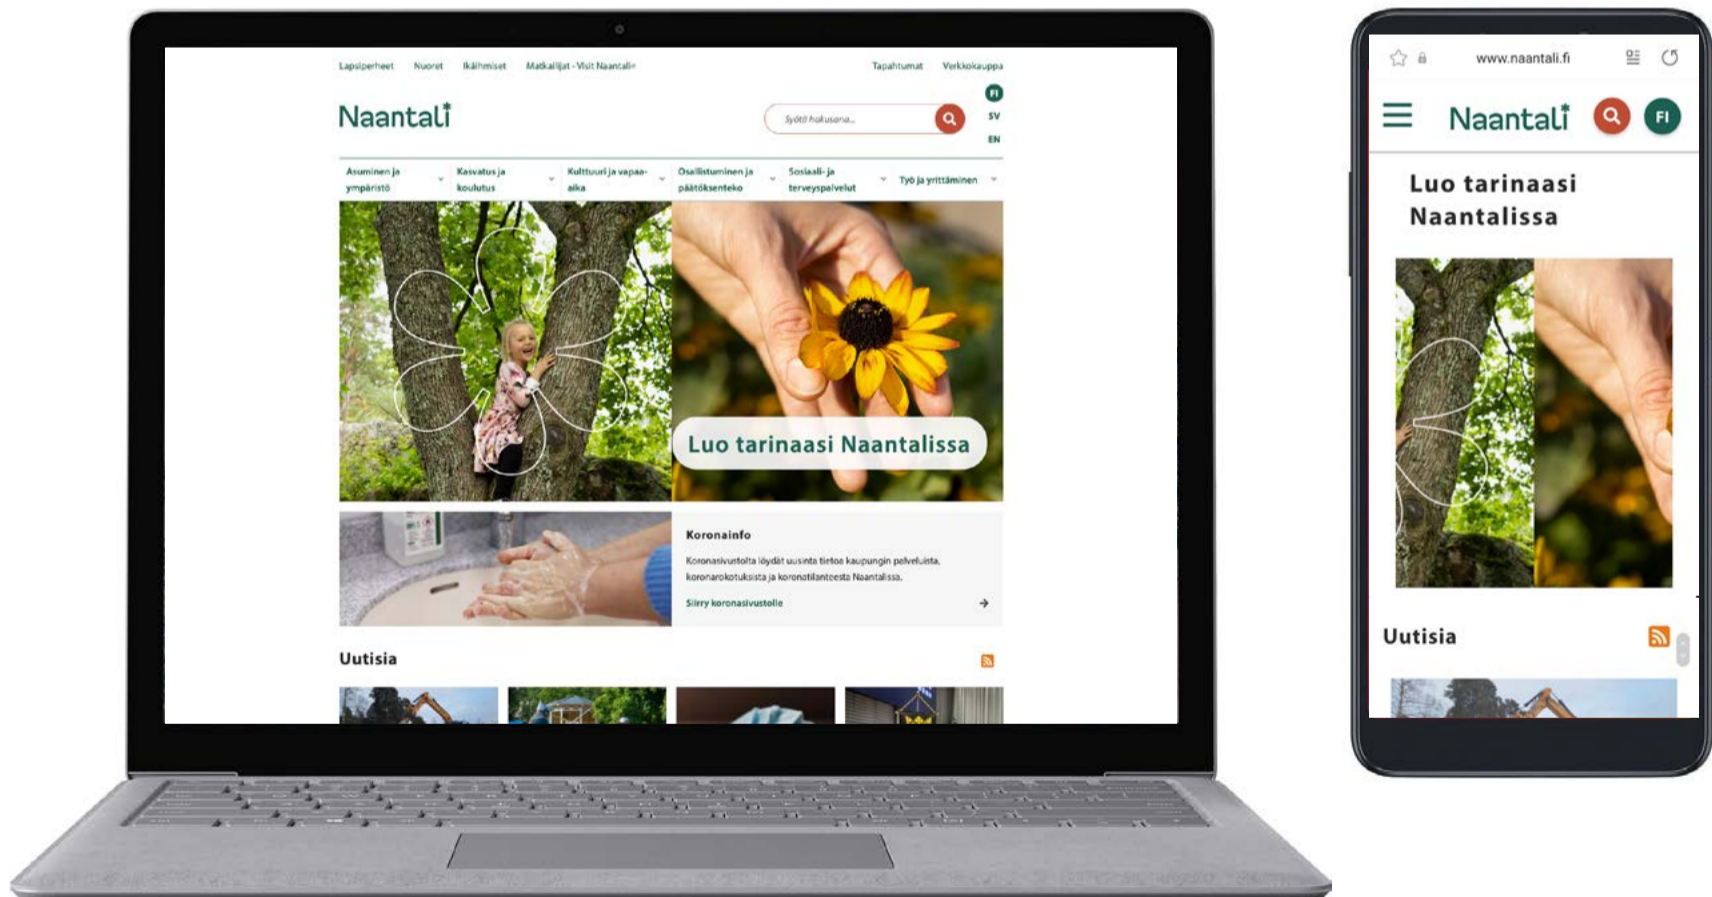 Lapsiperheet Nuoret Ikäihmiset Matkailijat - Visit Naantali Tapahtumat Verkkokauppa
Naantali
Syötä hakusana...
FI
SV
EN
Asuminen ja ympäristö
Kasvatus ja koulutus
Kulttuuri ja vapaa-aika
Osallistuminen ja päätöksenteko
Sosiaali- ja terveyspalvelut
Työ ja yrittäminen
Luo tarinaasi Naantalissa
Koronainfo
Koronasivustolta löydät uusinta tietoa kaupungin palveluista,
koronarokotuksista ja koronatilanteesta Naantalissa.
Siirry koronasivustolle
Uutisia
www.naantali.fi
Naantali FI
Luo tarinaasi
Naantalissa
Uutisia